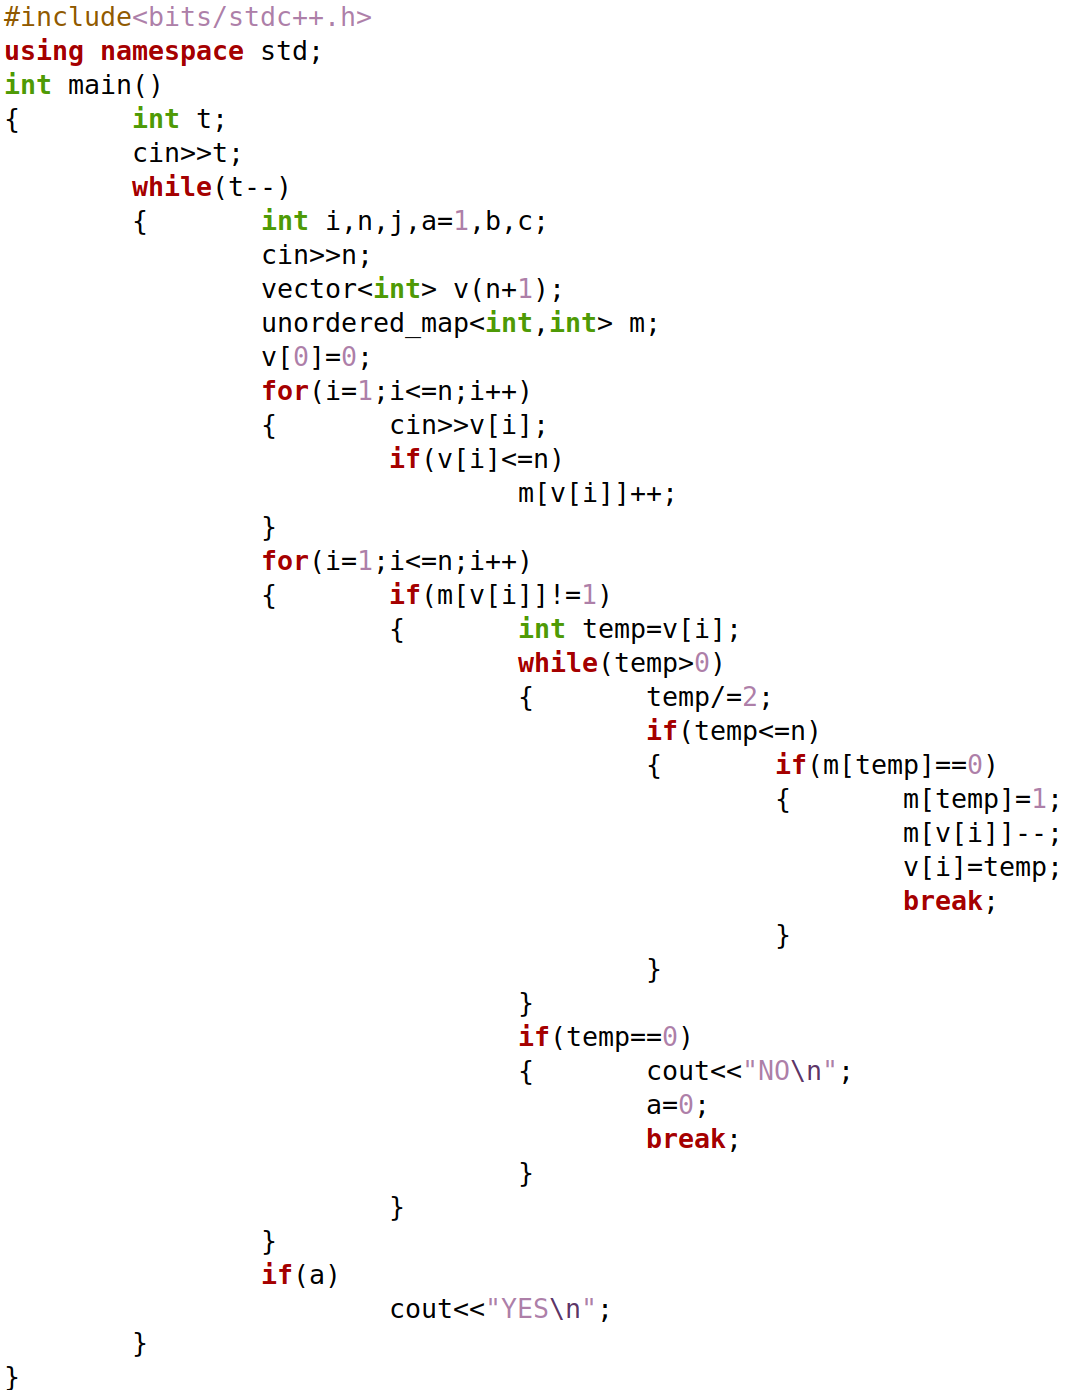 #include<bits/stdc++.h>
using namespace std;
int main()
{       int t;
        cin>>t;
        while(t--)
        {       int i,n,j,a=1,b,c;
                cin>>n;
                vector<int> v(n+1);
                unordered_map<int,int> m;
                v[0]=0;
                for(i=1;i<=n;i++)
                {       cin>>v[i];
                        if(v[i]<=n)
                                m[v[i]]++;
                }
                for(i=1;i<=n;i++)
                {       if(m[v[i]]!=1)
                        {       int temp=v[i];
                                while(temp>0)
                                {       temp/=2;
                                        if(temp<=n)
                                        {       if(m[temp]==0)
                                                {       m[temp]=1;
                                                        m[v[i]]--;
                                                        v[i]=temp;
                                                        break;
                                                }
                                        }
                                }
                                if(temp==0)
                                {       cout<<"NO\n";
                                        a=0;
                                        break;
                                }
                        }
                }
                if(a)
                        cout<<"YES\n";
        }
}